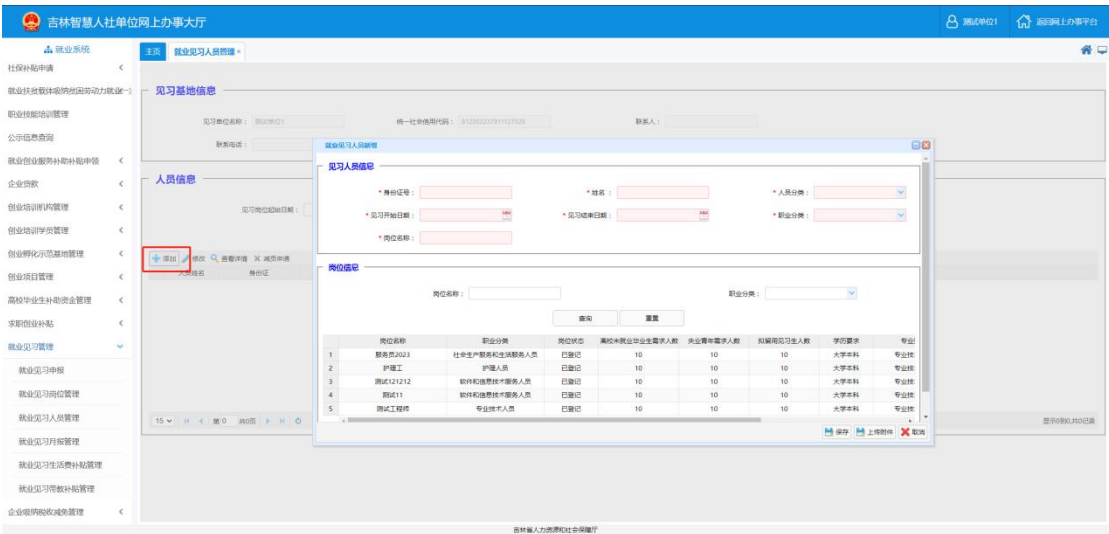 吉林智慧人社单位网上办事大厅
测试单位1
返回网上办事平台
就业系统
主页 就业见习人员管理×
社保补贴申请
就业扶贫载体吸纳贫困劳动力就业(一)
职业技能培训管理
公示信息查询
就业创业服务补助补贴申领
企业贷款
创业培训机构管理
创业培训学员管理
创业孵化示范基地管理
创业项目管理
高校毕业生补助资金管理
求职创业补贴
就业见习管理
就业见习申报
就业见习岗位管理
就业见习人员管理
就业见习月报管理
就业见习生活费补贴管理
就业见习带教补贴管理
企业吸纳税收减免管理
见习基地信息
见习单位名称: 测试单位1 统一社会信用代码: 联系人:
联系电话:
人员信息
见习岗位起始日期:
添加 修改 查看详情 减员申请
人员姓名 身份证
就业见习人员新增
见习人员信息
*身份证号: *姓名: *人员分类:
*见习开始日期: *见习结束日期: *职业分类:
*岗位名称:
岗位信息
岗位名称: 职业分类:
查询 重置
岗位名称 职业分类 岗位状态 高校未就业毕业生需求人数 失业青年需求人数 拟留用见习生人数 学历要求 专业
1 服务员2023 社会生产服务和生活服务人员 已登记 10 10 10 大学本科 专业技
2 护理工 护理人员 已登记 10 10 10 大学本科 专业技
3 测试121212 软件和信息技术服务人员 已登记 10 10 10 大学本科 专业技
4 测试11 软件和信息技术服务人员 已登记 10 10 10 大学本科 专业技
5 测试工程师 专业技术人员 已登记 10 10 10 大学本科 专业技
保存 上传附件 取消
15 第 0 共0页
显示0到0,共0记录
吉林省人力资源和社会保障厅